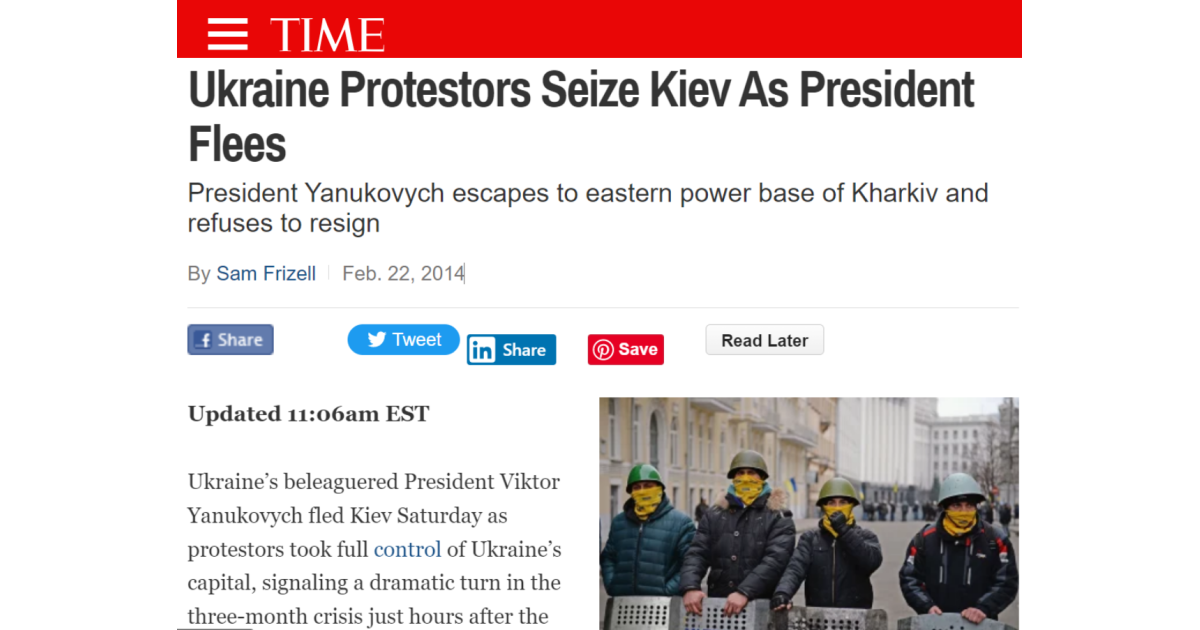 TIME
Ukraine Protestors Seize Kiev As President
Flees
President Yanukovych escapes to eastern power base of Kharkiv and
refuses to resign
By Sam Frizell Feb. 22, 2014
Share
Tweet
in Share
Save
Read Later
Updated 11:06am EST
Ukraine’s beleaguered President Viktor
Yanukovych fled Kiev Saturday as
protestors took full control of Ukraine’s
capital, signaling a dramatic turn in the
three-month crisis just hours after the